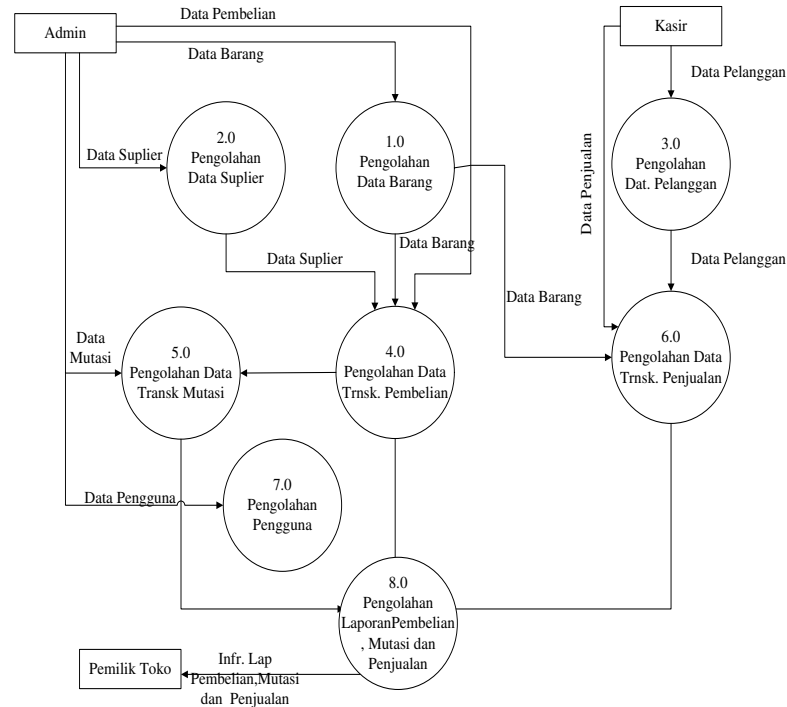 Data Pembelian
Admin
Kasir
Data Barang
Data Pelanggan
2.0
Pengolahan
Data Suplier
1.0
Pengolahan
Data Barang
3.0
Pengolahan
Dat. Pelanggan
Data Suplier
Data Penjualan
Data Barang
Data Suplier
Data Pelanggan
Data Barang
Data
Mutasi
5.0
Pengolahan Data
Transk Mutasi
4.0
Pengolahan Data
Trnsk. Pembelian
6.0
Pengolahan Data
Trnsk. Penjualan
Data Pengguna
7.0
Pengolahan
Pengguna
8.0
Pengolahan
LaporanPembelian
, Mutasi dan
Penjualan
Pemilik Toko
Infr. Lap
Pembelian,Mutasi
dan Penjualan